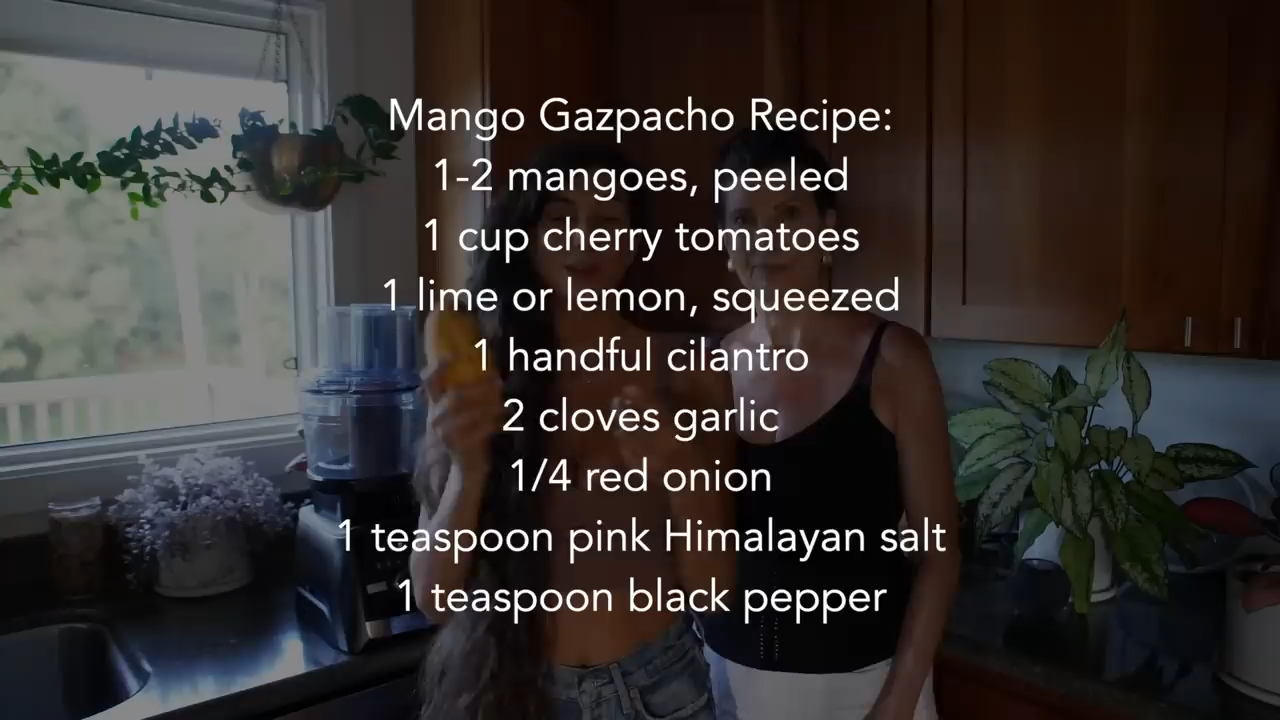 Mango Gazpacho Recipe:
1-2 mangoes, peeled
1 cup cherry tomatoes
1 lime or lemon, squeezed
1 handful cilantro
2 cloves garlic
1/4 red onion
1 teaspoon pink Himalayan salt
1 teaspoon black pepper